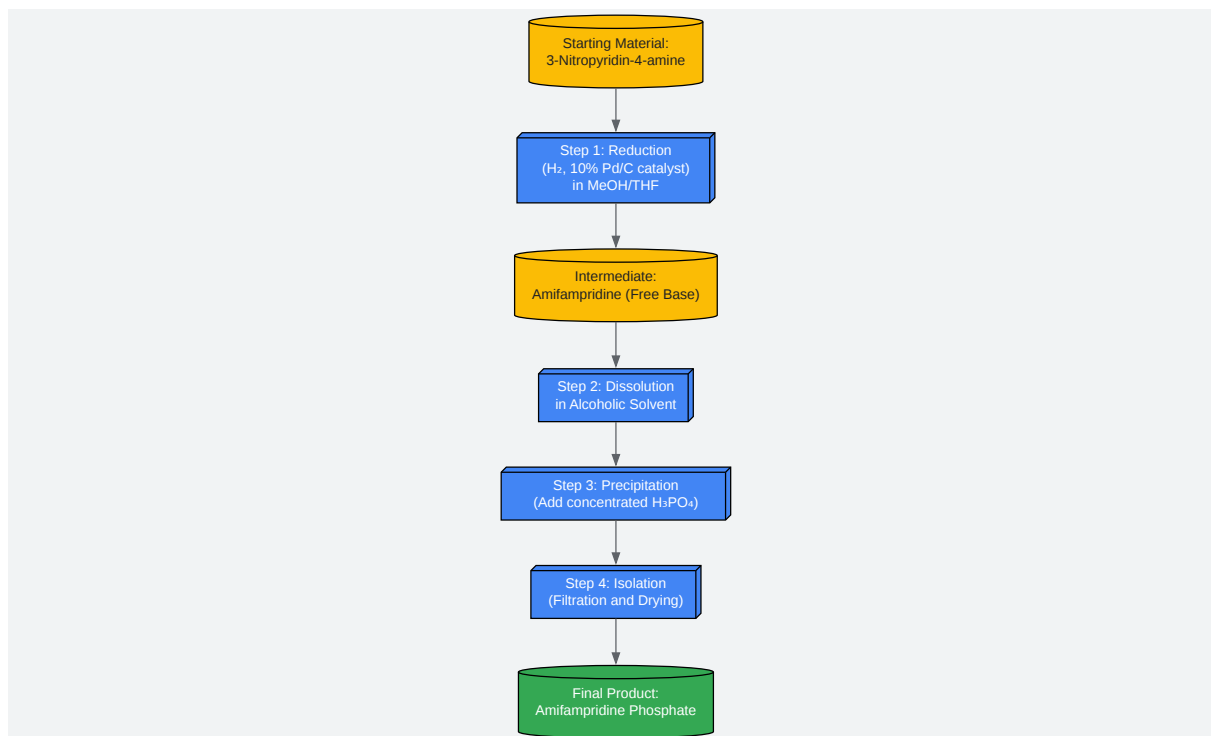 Starting Material:
3-Nitropyridin-4-amine
Step 1: Reduction
(H₂, 10% Pd/C catalyst)
in MeOH/THF
Intermediate:
Amifampridine (Free Base)
Step 2: Dissolution
in Alcoholic Solvent
Step 3: Precipitation
(Add concentrated H₃PO₄)
Step 4: Isolation
(Filtration and Drying)
Final Product:
Amifampridine Phosphate